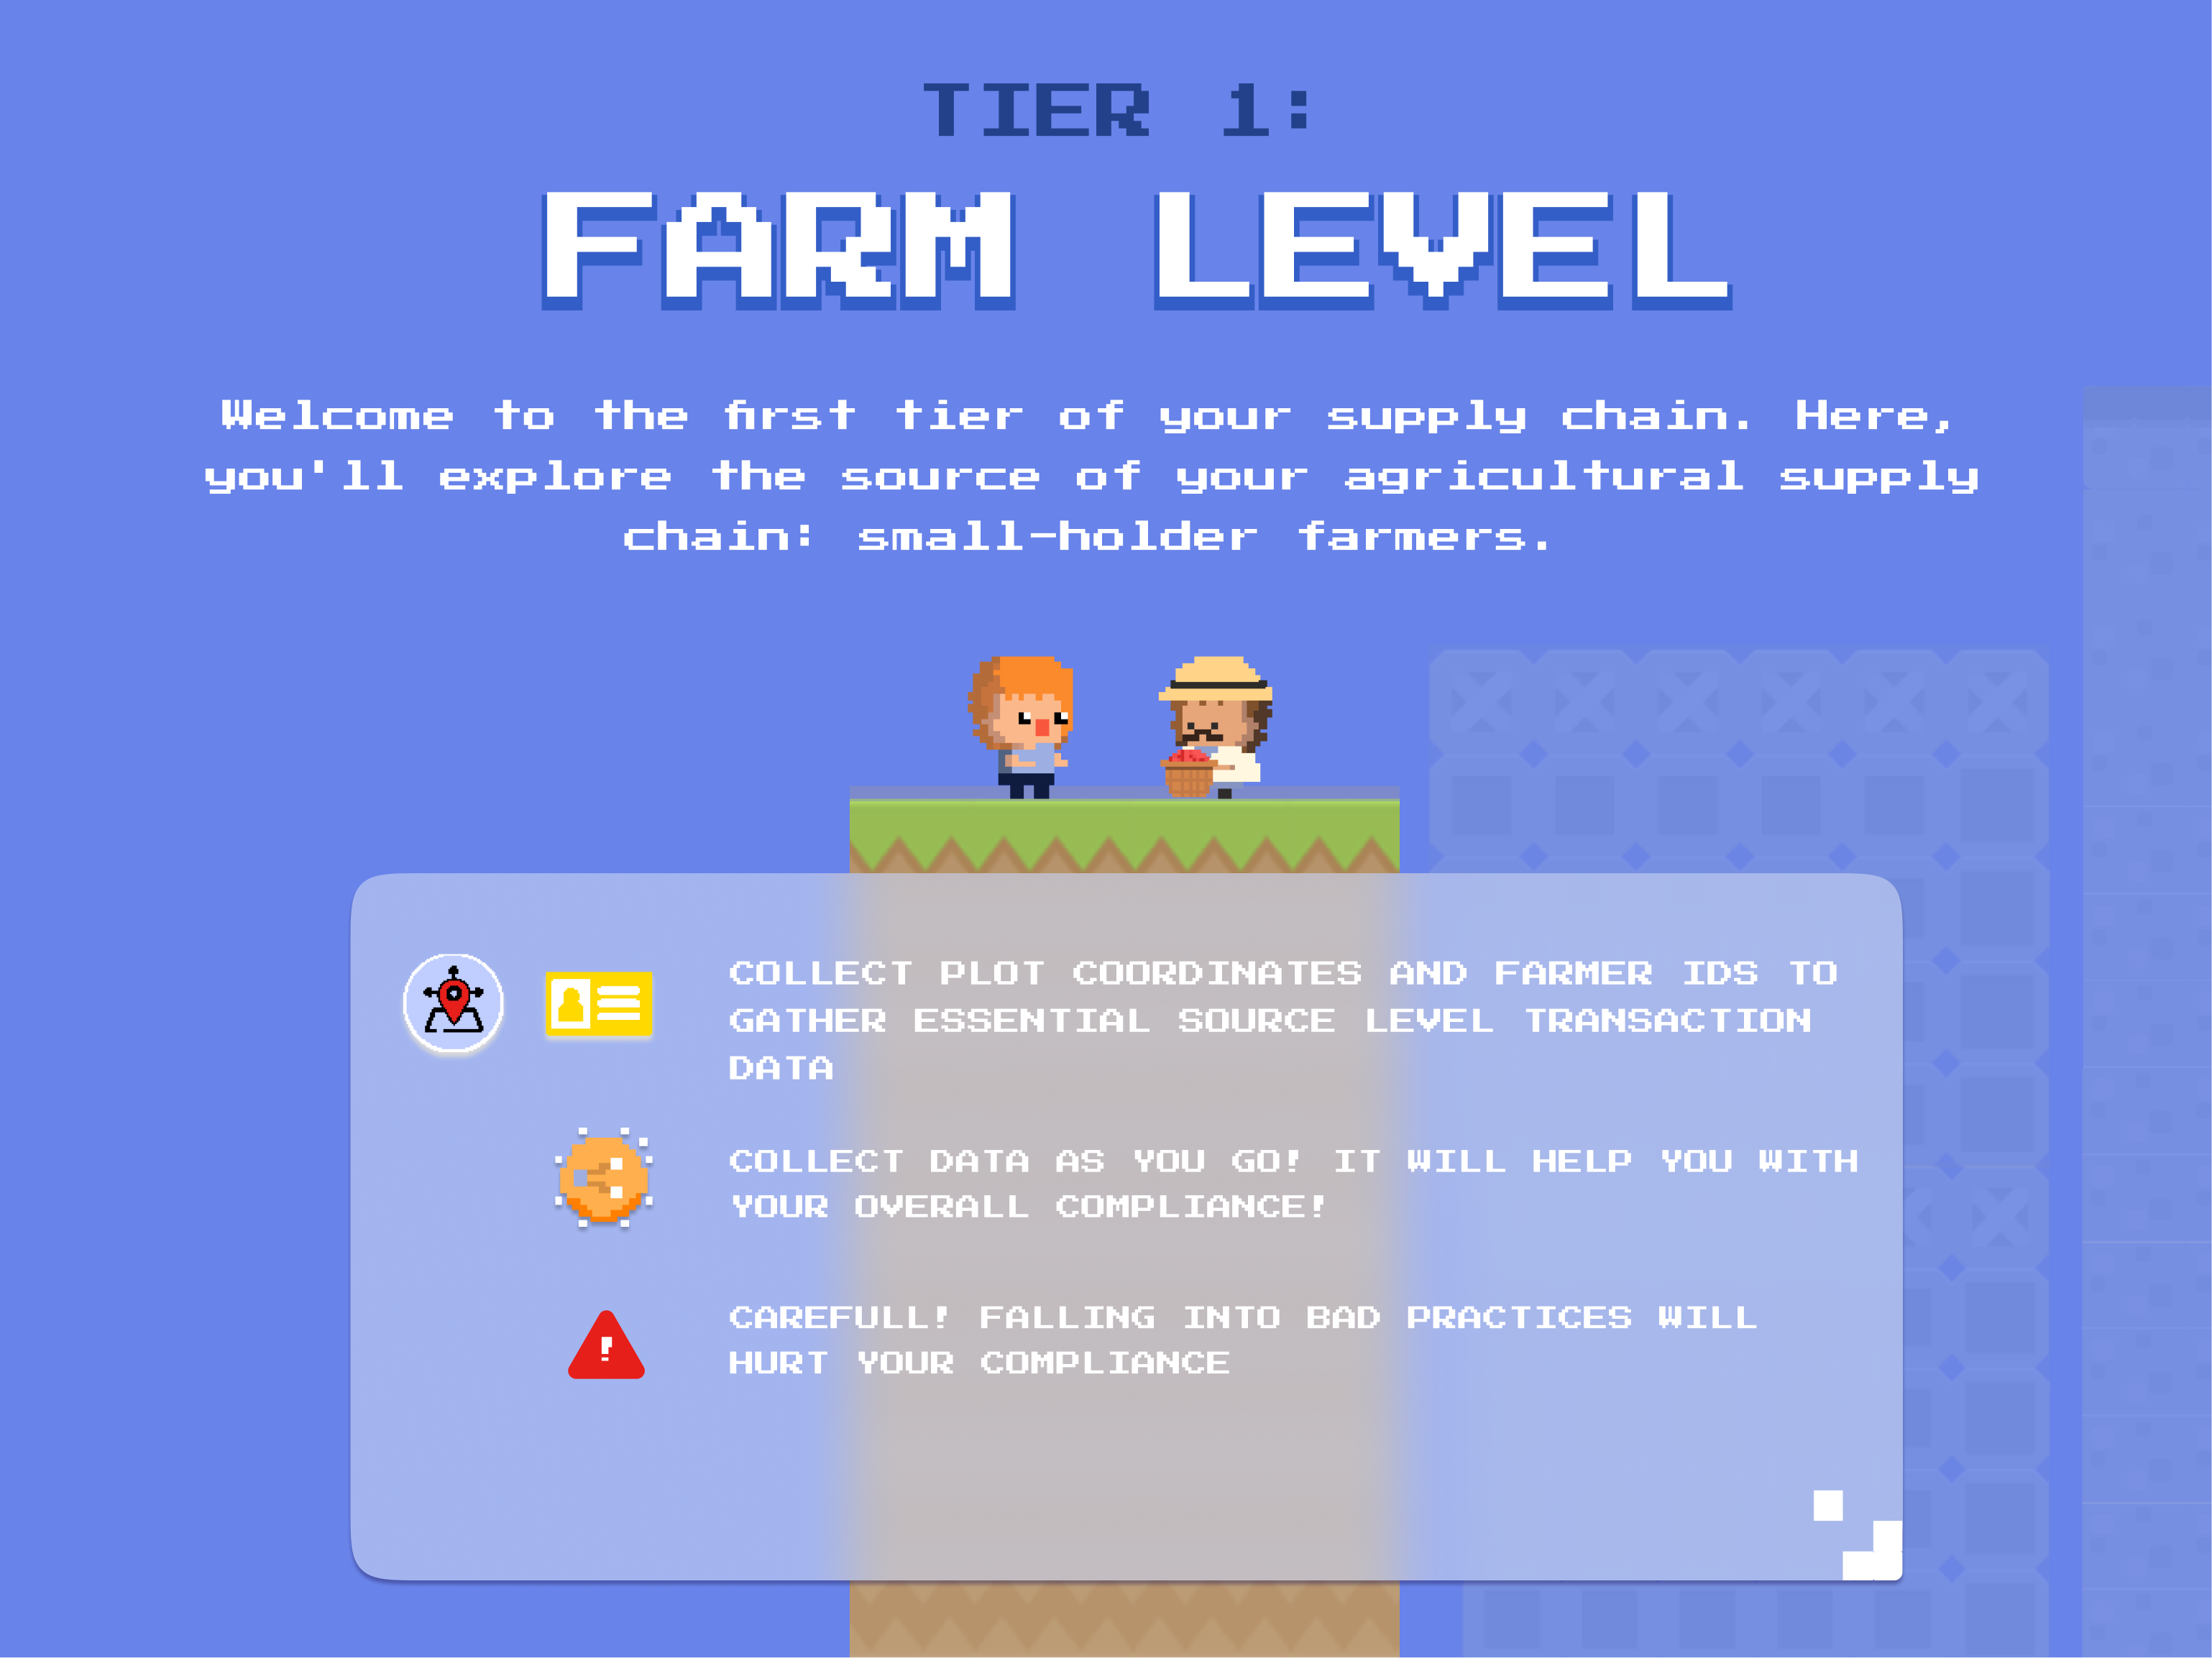 TIER 1:
FARM LEVEL
Welcome to the first tier of your supply chain. Here,
you'll explore the source of your agricultural supply
chain: small-holder farmers.
COLLECT PLOT COORDINATES AND FARMER IDS TO
GATHER ESSENTIAL SOURCE LEVEL TRANSACTION
DATA
COLLECT DATA AS YOU GO! IT WILL HELP YOU WITH
YOUR OVERALL COMPLIANCE!
!
CAREFULL! FALLING INTO BAD PRACTICES WILL
HURT YOUR COMPLIANCE